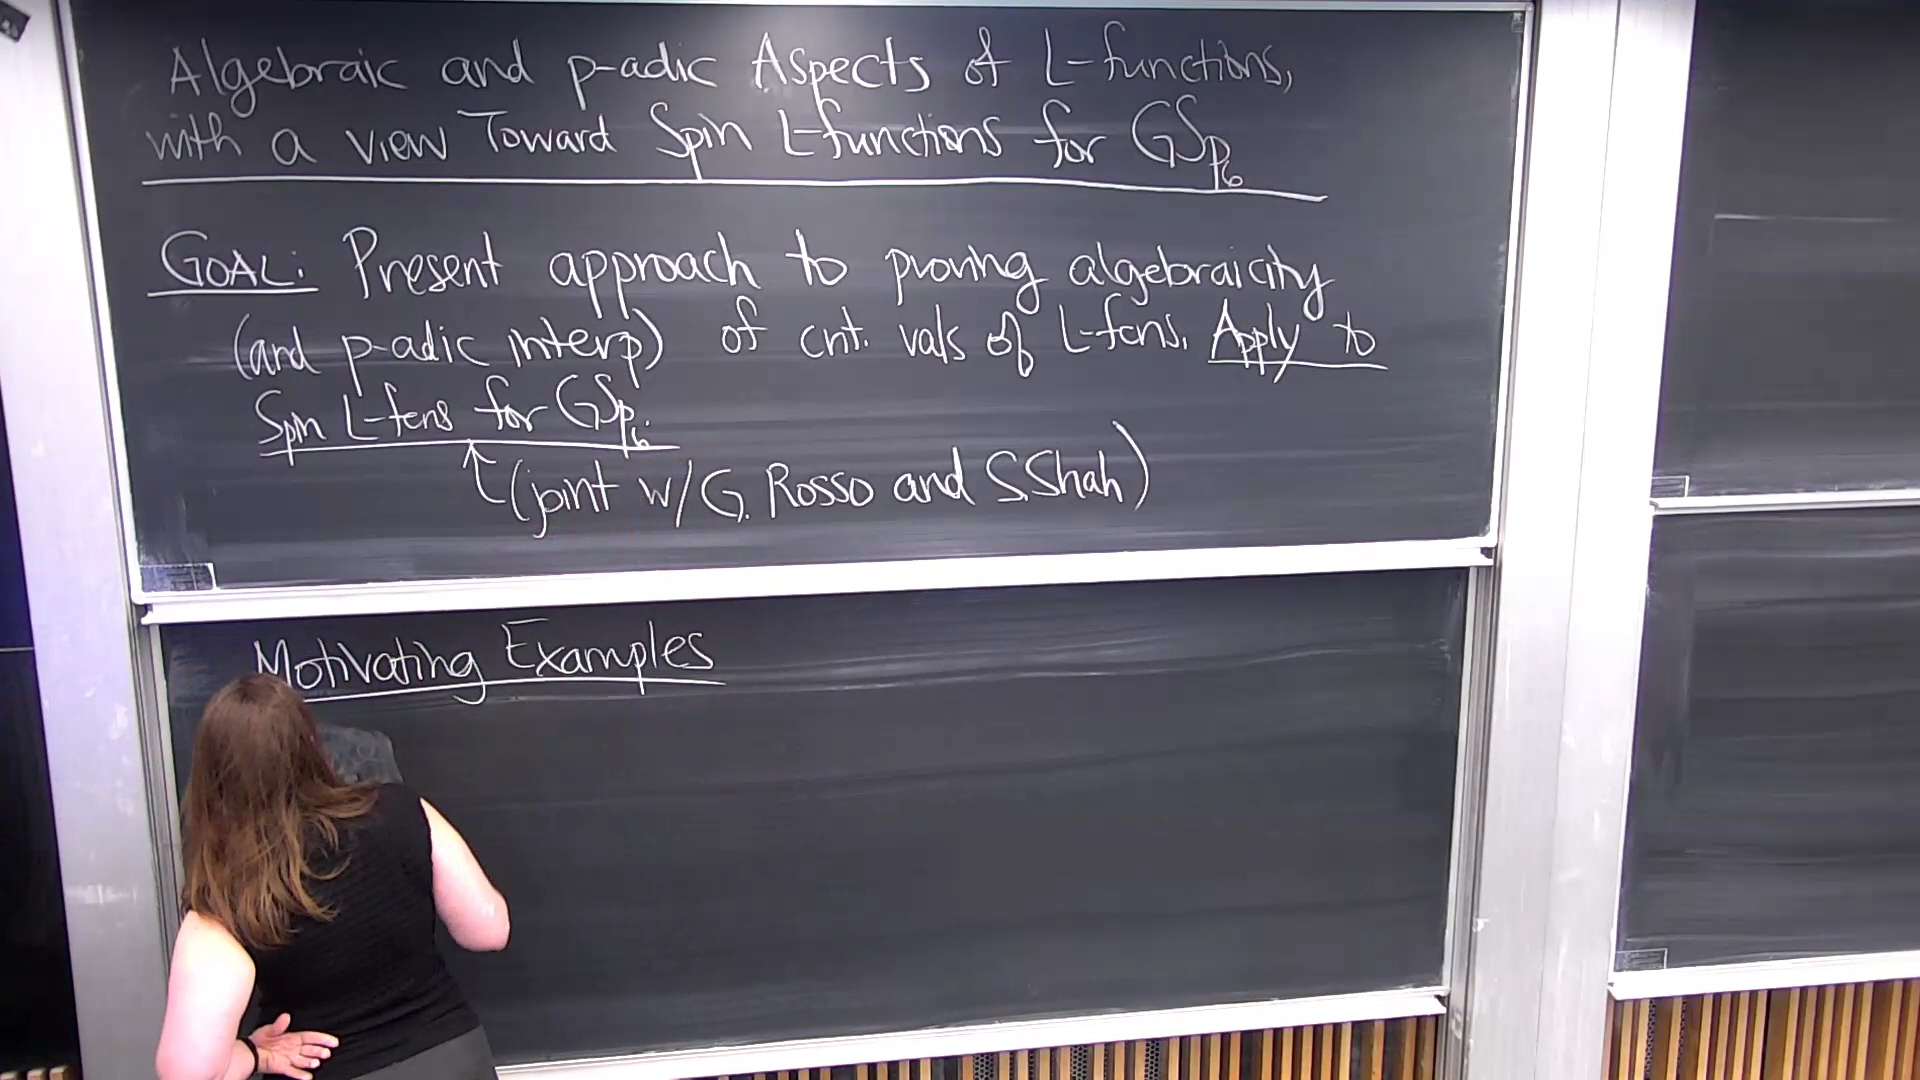 Algebraic and p-adic Aspects of L-functions,
with a view Toward Spin L-functions for GSp₆
GOAL: Present approach to proving algebraicity
(and p-adic interp) of crit. vals of L-fcns. Apply to
Spin L-fcns for GSp₆.
(joint w/ G. Rosso and S. Shah)
Motivating Examples